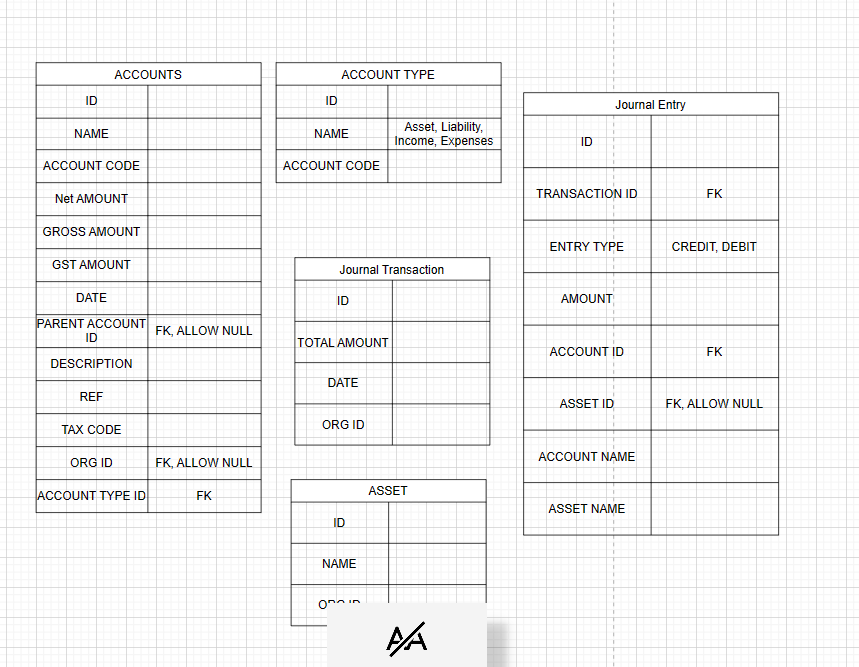 ACCOUNTS
ID
NAME
ACCOUNT CODE
Net AMOUNT
GROSS AMOUNT
GST AMOUNT
DATE
PARENT ACCOUNT
ID
FK, ALLOW NULL
DESCRIPTION
REF
TAX CODE
ORG ID
FK, ALLOW NULL
ACCOUNT TYPE ID
FK
ACCOUNT TYPE
ID
NAME
Asset, Liability,
Income, Expenses
ACCOUNT CODE
Journal Transaction
ID
TOTAL AMOUNT
DATE
ORG ID
ASSET
ID
NAME
ORG ID
Journal Entry
ID
TRANSACTION ID
FK
ENTRY TYPE
CREDIT, DEBIT
AMOUNT
ACCOUNT ID
FK
ASSET ID
FK, ALLOW NULL
ACCOUNT NAME
ASSET NAME